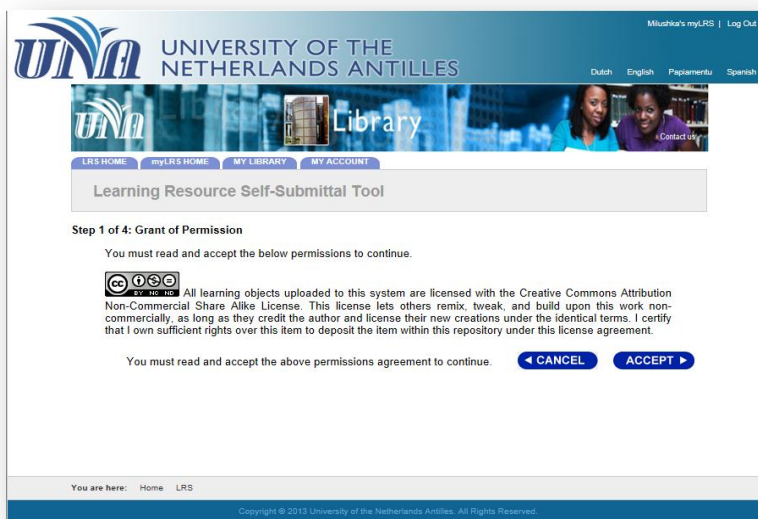 Milushka's myLRS | Log Out
UNA
UNIVERSITY OF THE
NETHERLANDS ANTILLES
Dutch English Papiamentu Spanish
UNA
Library
Contact us
LRS HOME myLRS HOME MY LIBRARY MY ACCOUNT
Learning Resource Self-Submittal Tool
Step 1 of 4: Grant of Permission
You must read and accept the below permissions to continue.
cc
BY NC ND
All learning objects uploaded to this system are licensed with the Creative Commons Attribution
Non-Commercial Share Alike License. This license lets others remix, tweak, and build upon this work non-
commercially, as long as they credit the author and license their new creations under the identical terms. I certify
that I own sufficient rights over this item to deposit the item within this repository under this license agreement.
You must read and accept the above permissions agreement to continue. CANCEL ACCEPT
You are here: Home LRS
Copyright © 2013 University of the Netherlands Antilles. All Rights Reserved.